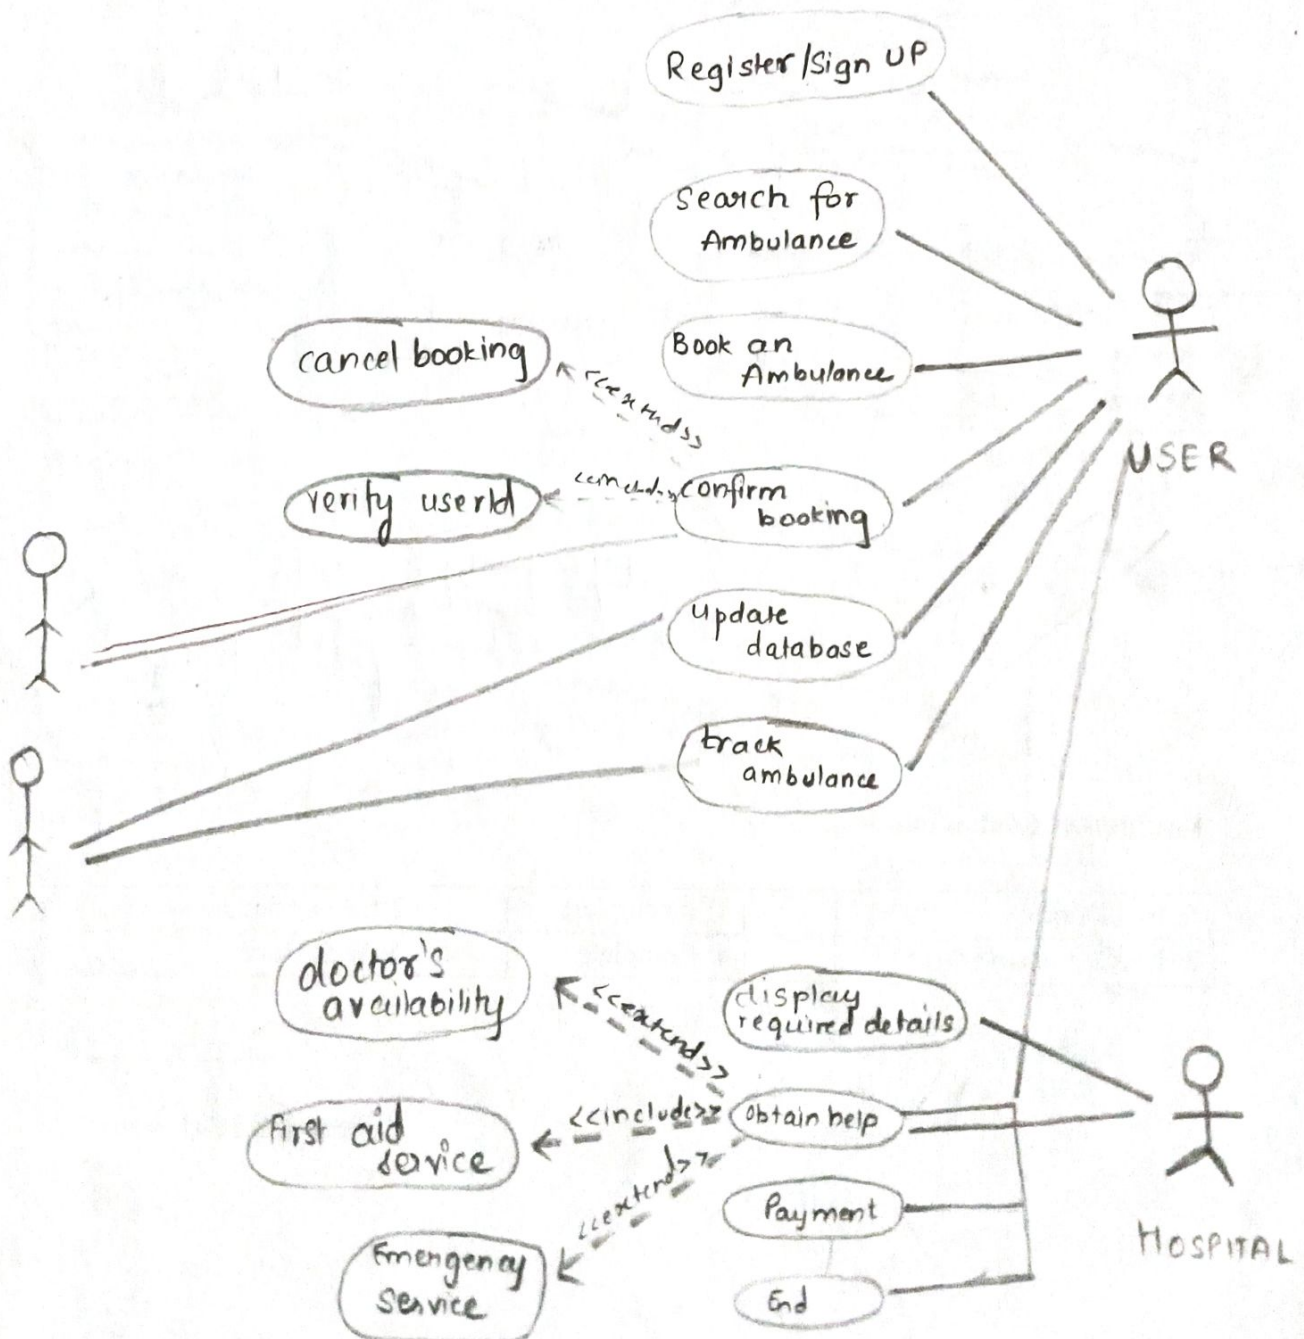 Register/Sign UP
Search for
Ambulance
Book an
Ambulance
cancel booking
<<extends>>
USER
verify userId
confirm
booking
update
database
track
ambulance
doctor's
availability
<<extend>>
display
required details
first aid
service
<<include>>
Obtain help
<<extend>>
Payment
Emengenay
service
End
HOSPITAL